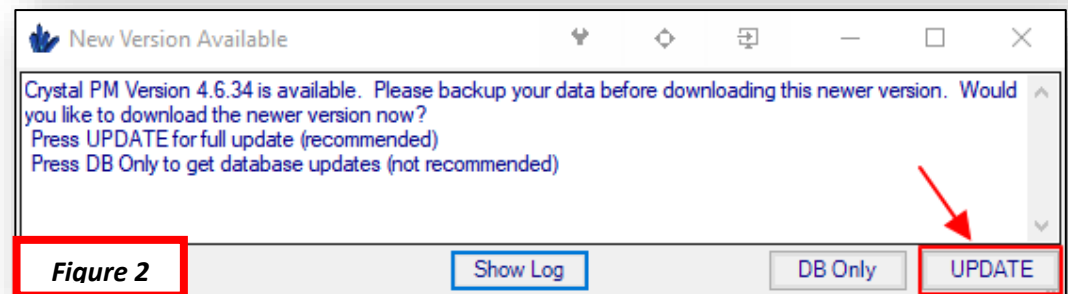 New Version Available
Crystal PM Version 4.6.34 is available.  Please backup your data before downloading this newer version.  Would
you like to download the newer version now?
Press UPDATE for full update (recommended)
Press DB Only to get database updates (not recommended)
Figure 2
Show Log
DB Only
UPDATE